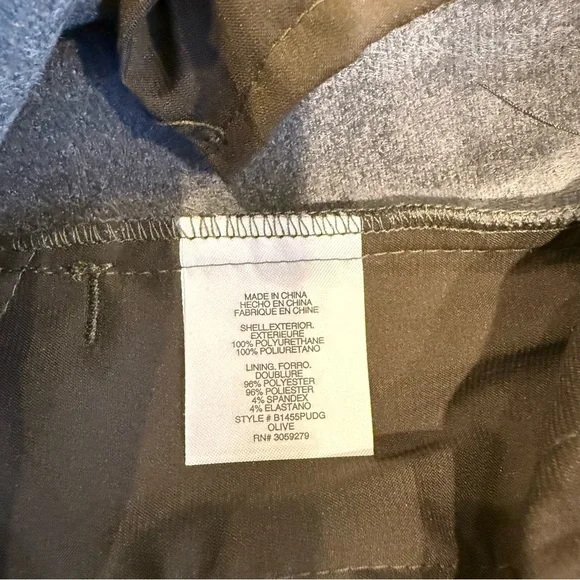 MADE IN CHINA
HECHO EN CHINA
FABRIQUE EN CHINE
SHELL.EXTERIOR.
EXTERIEURE
100% POLYURETHANE
100% POLIURETANO
LINING, FORRO.
DOUBLURE
96% POLYESTER
96% POLIESTER
4% SPANDEX
4% ELASTANO
STYLE # B1455PUDG
OLIVE
RN# 3059279